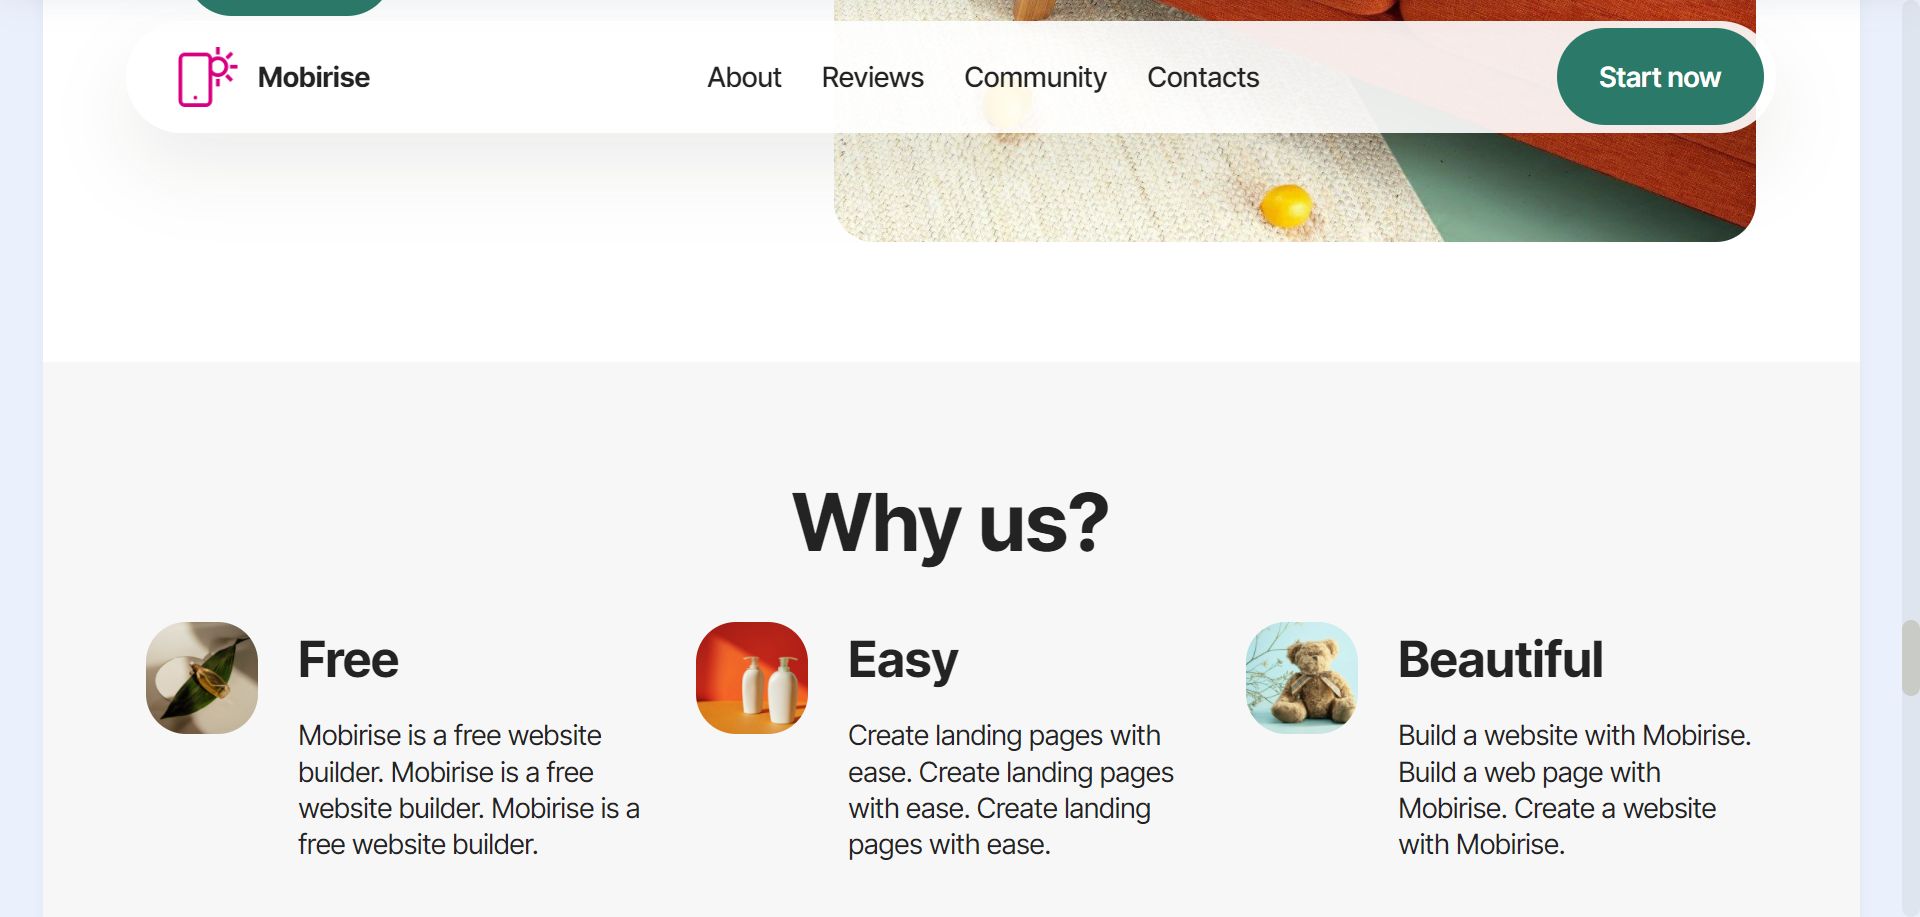 Mobirise
About Reviews Community Contacts
Start now
Why us?
Free
Mobirise is a free website
builder. Mobirise is a free
website builder. Mobirise is a
free website builder.
Easy
Create landing pages with
ease. Create landing pages
with ease. Create landing
pages with ease.
Beautiful
Build a website with Mobirise.
Build a web page with
Mobirise. Create a website
with Mobirise.